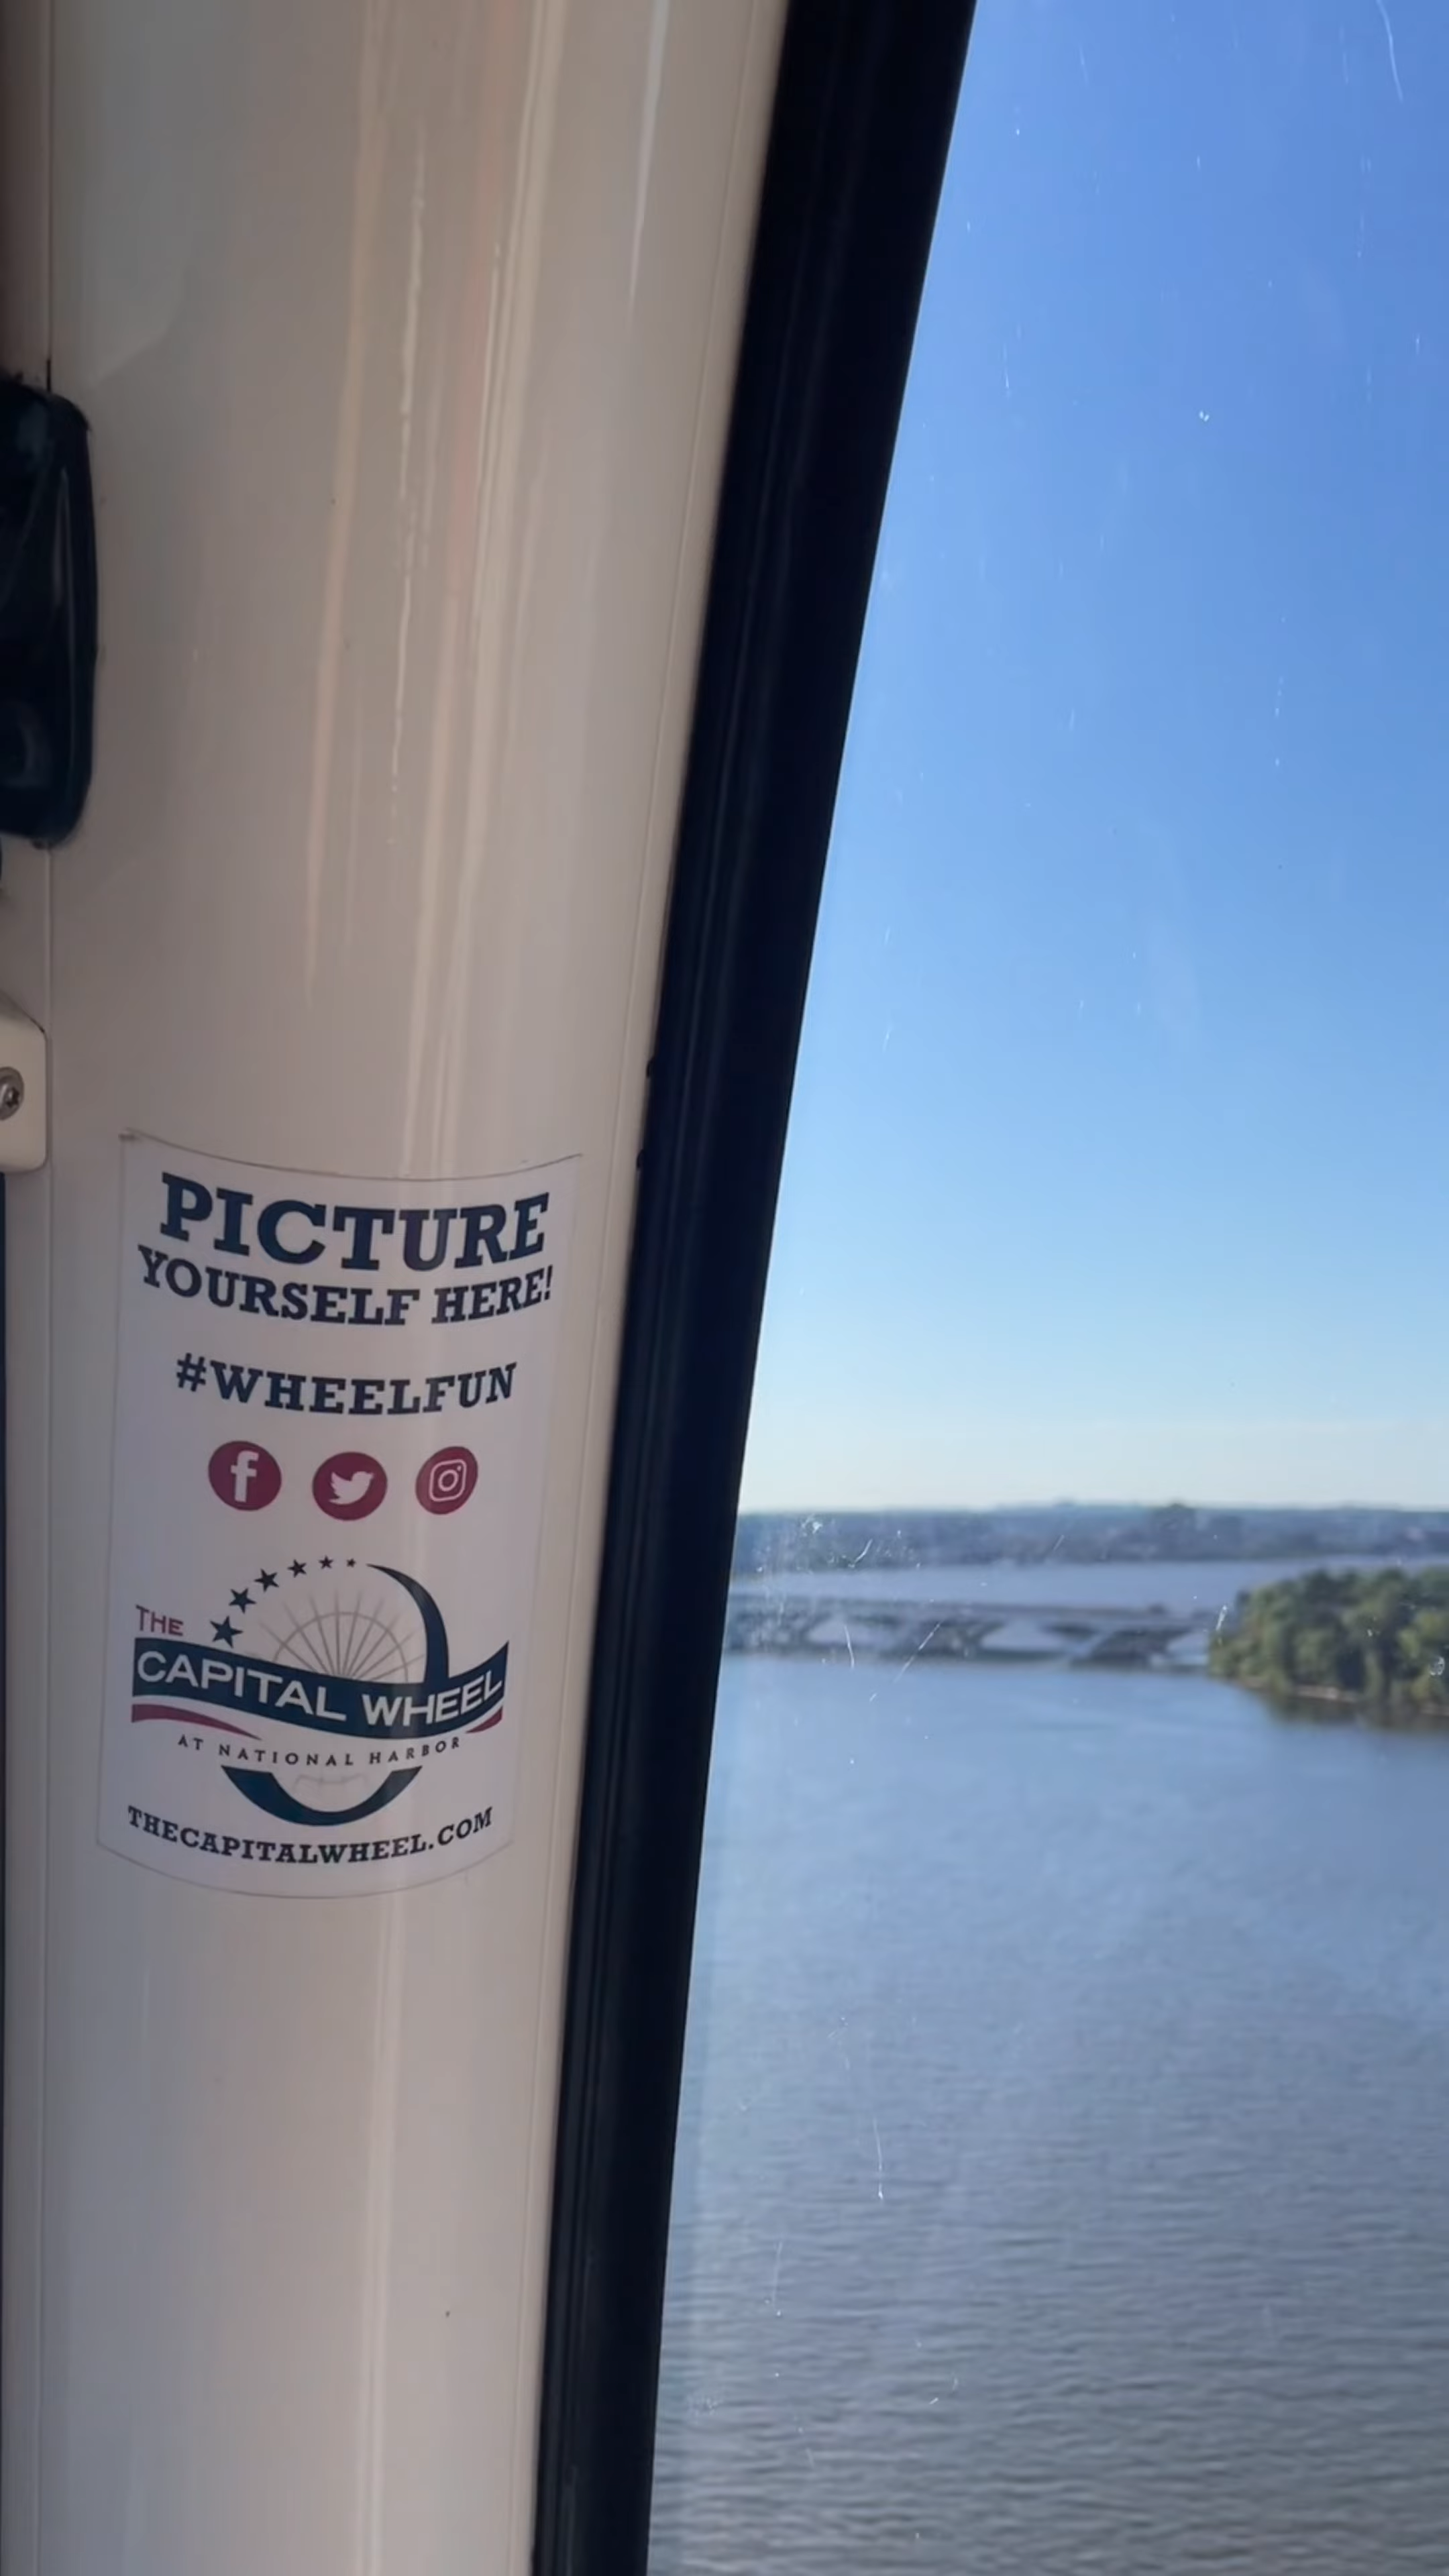 PICTURE
YOURSELF HERE!
#WHEELFUN
THE
CAPITAL WHEEL
AT NATIONAL HARBOR
THECAPITALWHEEL.COM